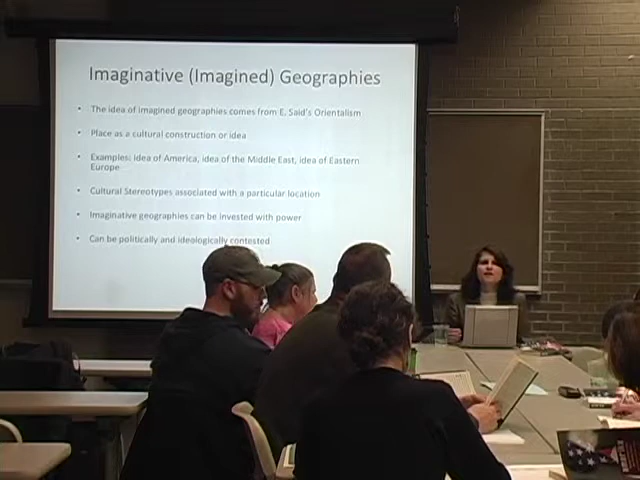 Imaginative (Imagined) Geographies
• The idea of imagined geographies comes from E. Said's Orientalism
• Place as a cultural construction or idea
• Examples: idea of America, idea of the Middle East, idea of Eastern
Europe
• Cultural Stereotypes associated with a particular location
• Imaginative geographies can be invested with power
• Can be politically and ideologically contested